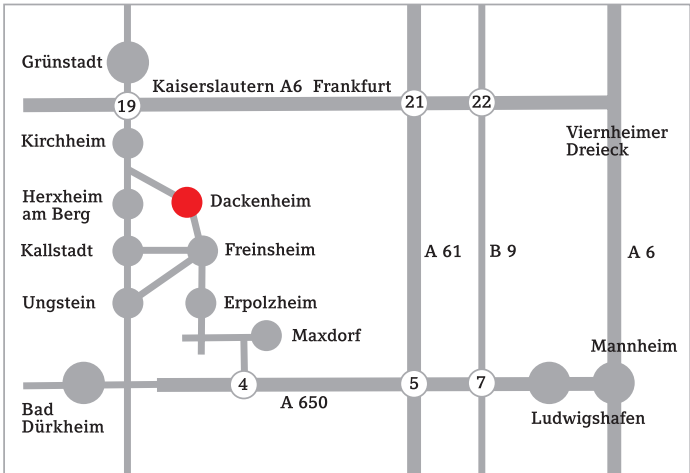 Grünstadt
Kaiserslautern A6 Frankfurt
19
21
22
Kirchheim
Viernheimer
Dreieck
Herxheim
am Berg
Dackenheim
Kallstadt
Freinsheim
A 61
B 9
A 6
Ungstein
Erpolzheim
Maxdorf
Mannheim
4
5
7
A 650
Bad
Dürkheim
Ludwigshafen